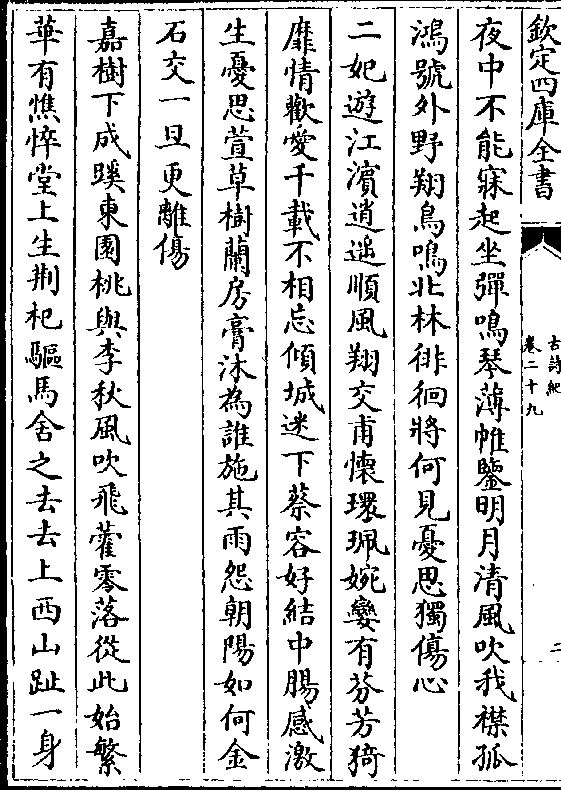 欽定四庫全書
古詩紀
卷二十九
二
夜中不能寐起坐彈鳴琴薄帷鑒明月清風吹我襟孤
鴻號外野翔鳥鳴北林徘徊將何見憂思獨傷心
二妃遊江濱逍遙順風翔交甫懷環珮婉孌有芬芳猗
靡情歡愛千載不相忘傾城迷下蔡容好結中腸感激
生憂思萱草樹蘭房膏沐為誰施其雨怨朝陽如何金
石交一旦更離傷
嘉樹下成蹊東園桃與李秋風吹飛藿零落從此始繁
華有憔悴堂上生荆杞驅馬舍之去去上西山趾一身